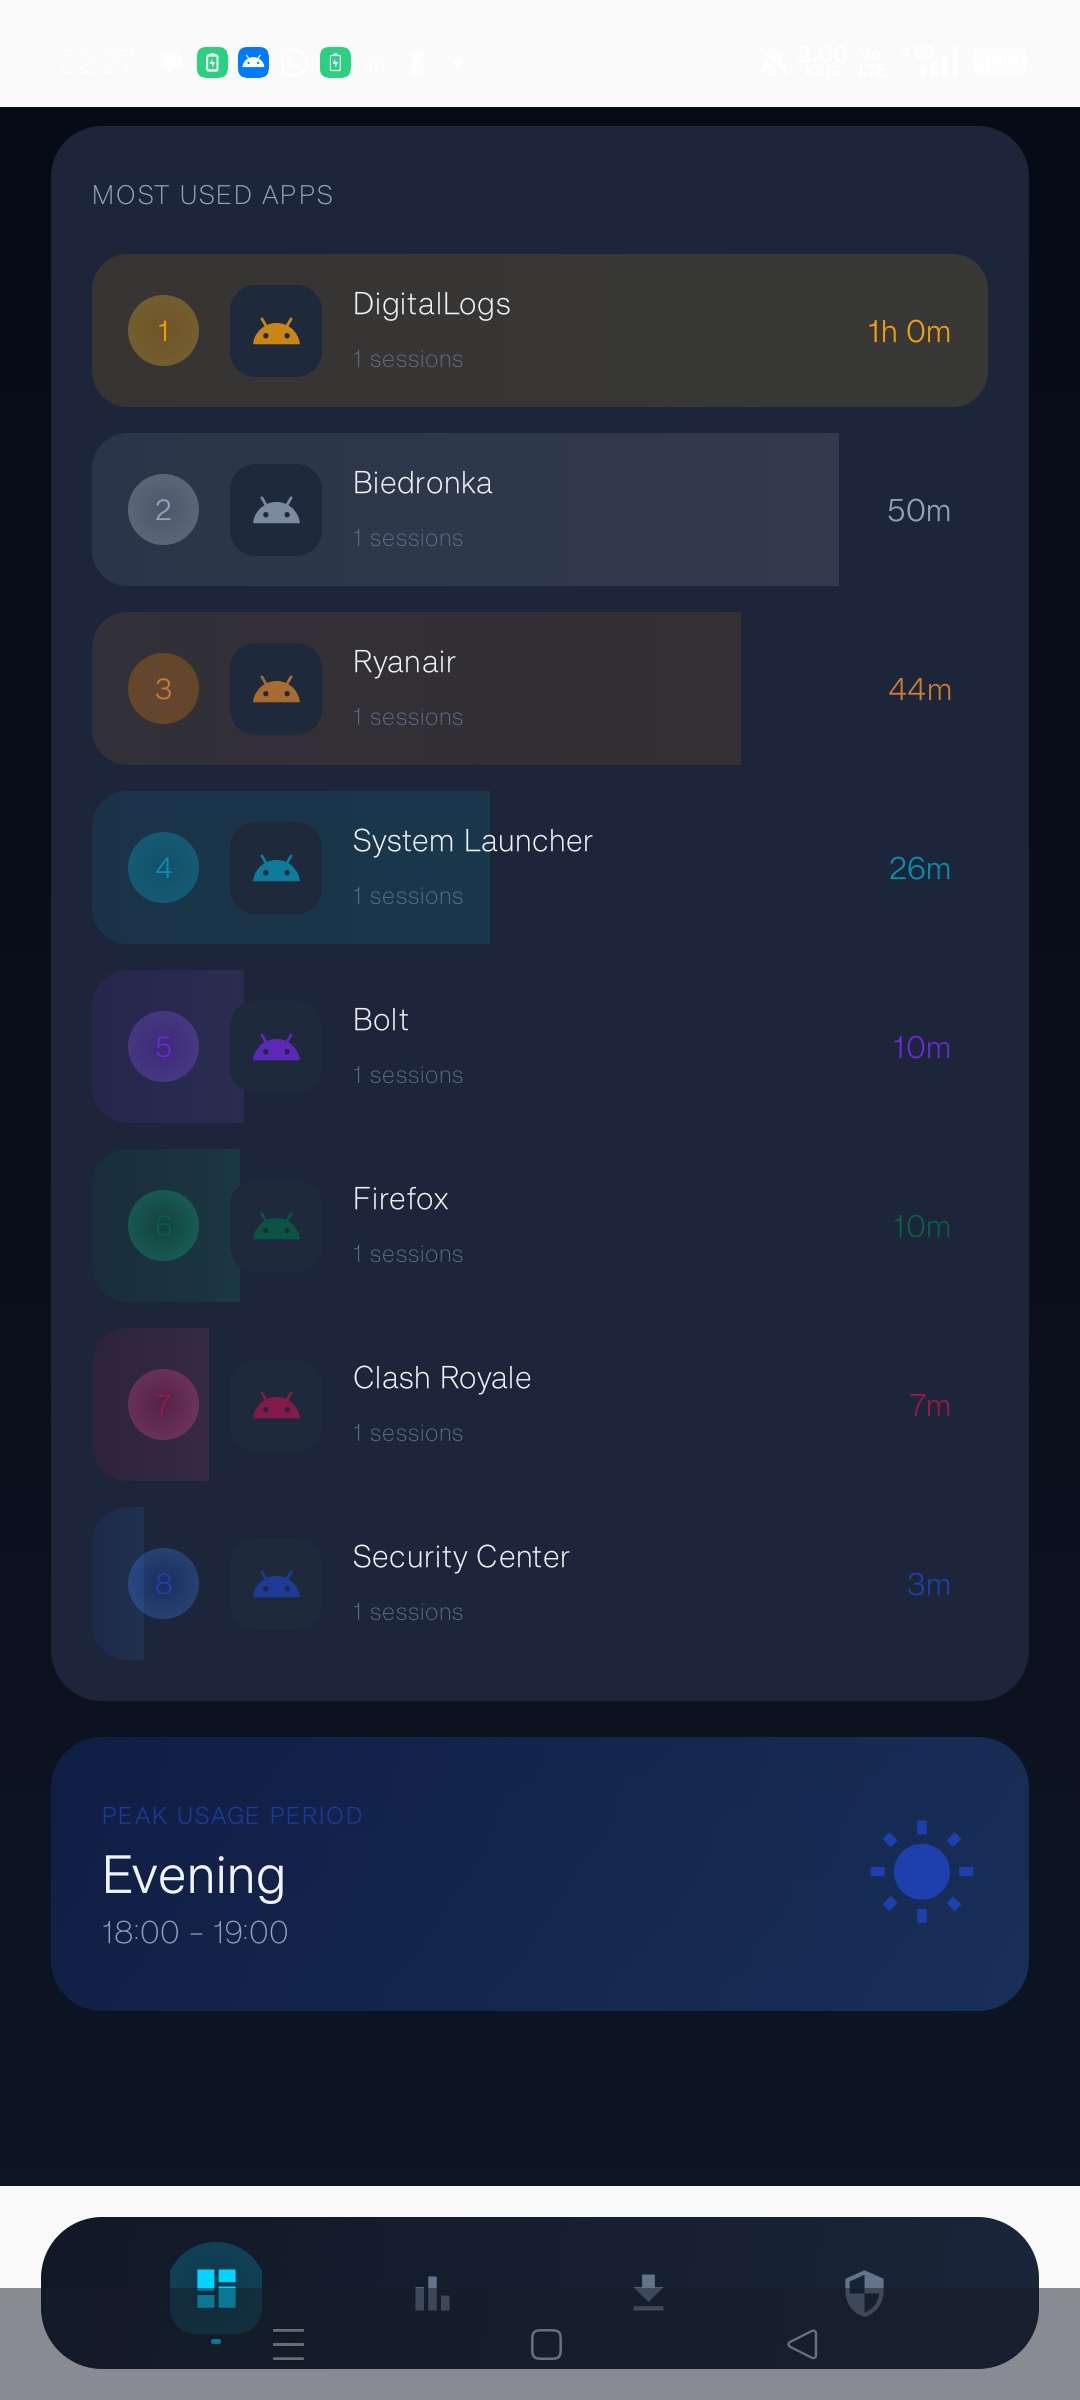 MOST USED APPS
1
DigitalLogs
1 sessions
1h 0m
2
Biedronka
1 sessions
50m
3
Ryanair
1 sessions
44m
4
System Launcher
1 sessions
26m
5
Bolt
1 sessions
10m
6
Firefox
1 sessions
10m
7
Clash Royale
1 sessions
7m
8
Security Center
1 sessions
3m
PEAK USAGE PERIOD
Evening
18:00 - 19:00